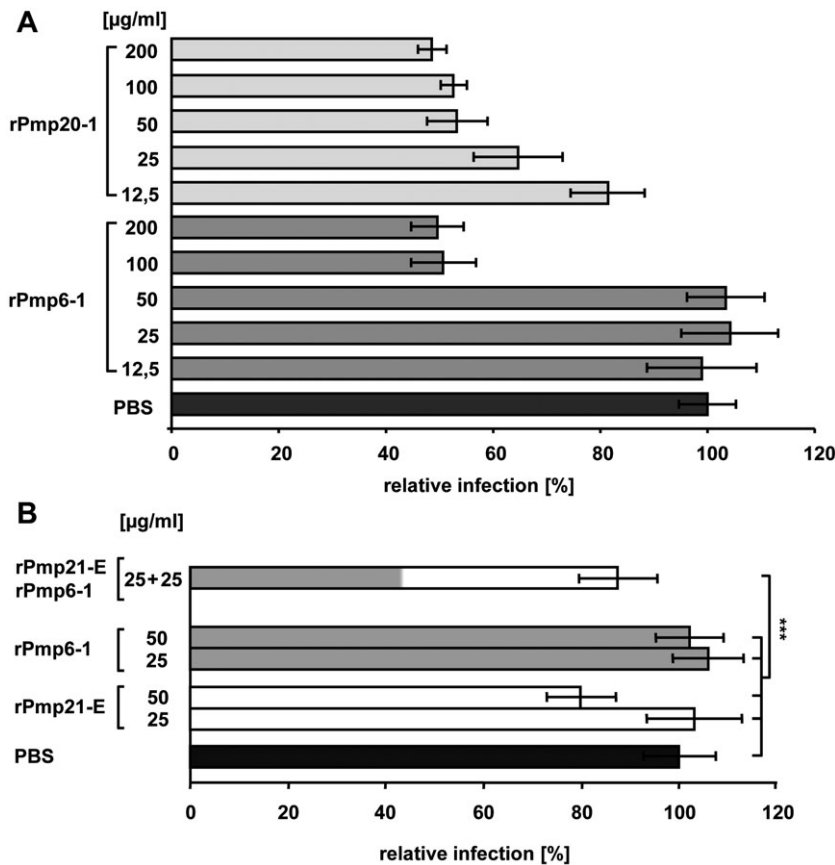 A
[µg/ml]
200
100
rPmp20-1
50
25
12,5
200
100
rPmp6-1
50
25
12,5
PBS
0 20 40 60 80 100 120
relative infection [%]
B
[µg/ml]
rPmp21-E
rPmp6-1
25+25
rPmp6-1
50
25
rPmp21-E
50
25
PBS
***
0 20 40 60 80 100 120
relative infection [%]